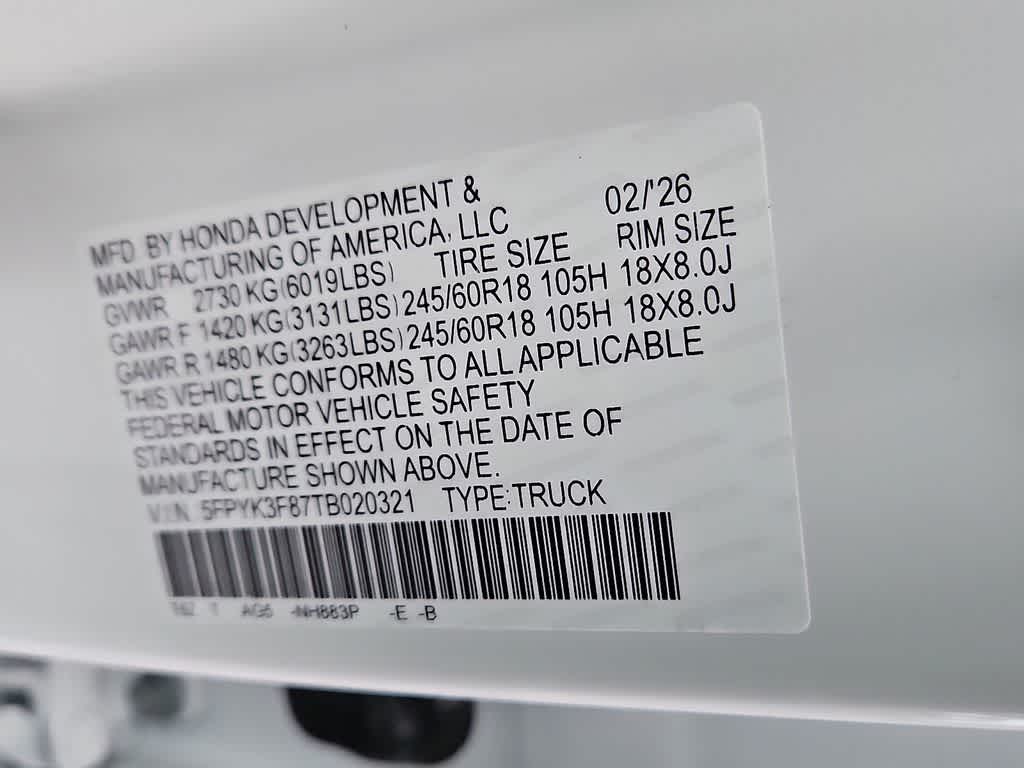 MFD. BY HONDA DEVELOPMENT & 02/'26
MANUFACTURING OF AMERICA, LLC
GVWR 2730 KG(6019LBS) TIRE SIZE RIM SIZE
GAWR F 1420 KG(3131LBS) 245/60R18 105H 18X8.0J
GAWR R 1480 KG(3263LBS) 245/60R18 105H 18X8.0J
THIS VEHICLE CONFORMS TO ALL APPLICABLE
FEDERAL MOTOR VEHICLE SAFETY
STANDARDS IN EFFECT ON THE DATE OF
MANUFACTURE SHOWN ABOVE.
V.I.N. 5FPYK3F87TB020321 TYPE:TRUCK
-NH883P -E -B